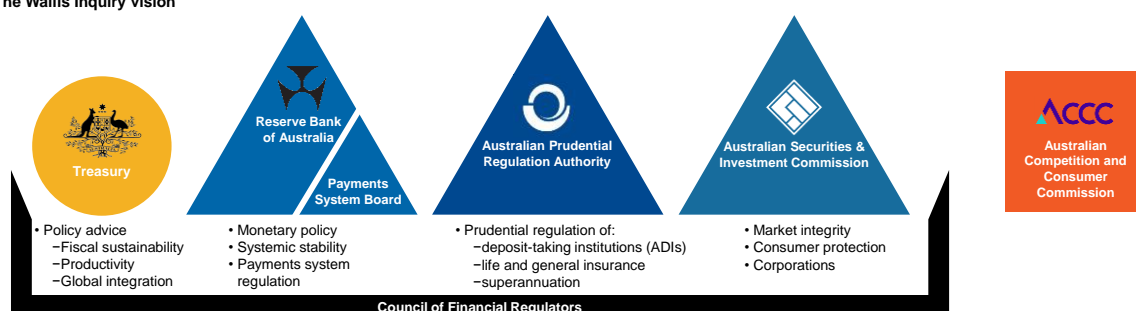 The Wallis Inquiry vision
Treasury
Reserve Bank
of Australia
Payments
System Board
Australian Prudential
Regulation Authority
Australian Securities &
Investment Commission
ACCC
Australian
Competition and
Consumer
Commission
• Policy advice
−Fiscal sustainability
−Productivity
−Global integration
• Monetary policy
• Systemic stability
• Payments system
regulation
• Prudential regulation of:
−deposit-taking institutions (ADIs)
−life and general insurance
−superannuation
• Market integrity
• Consumer protection
• Corporations
Council of Financial Regulators